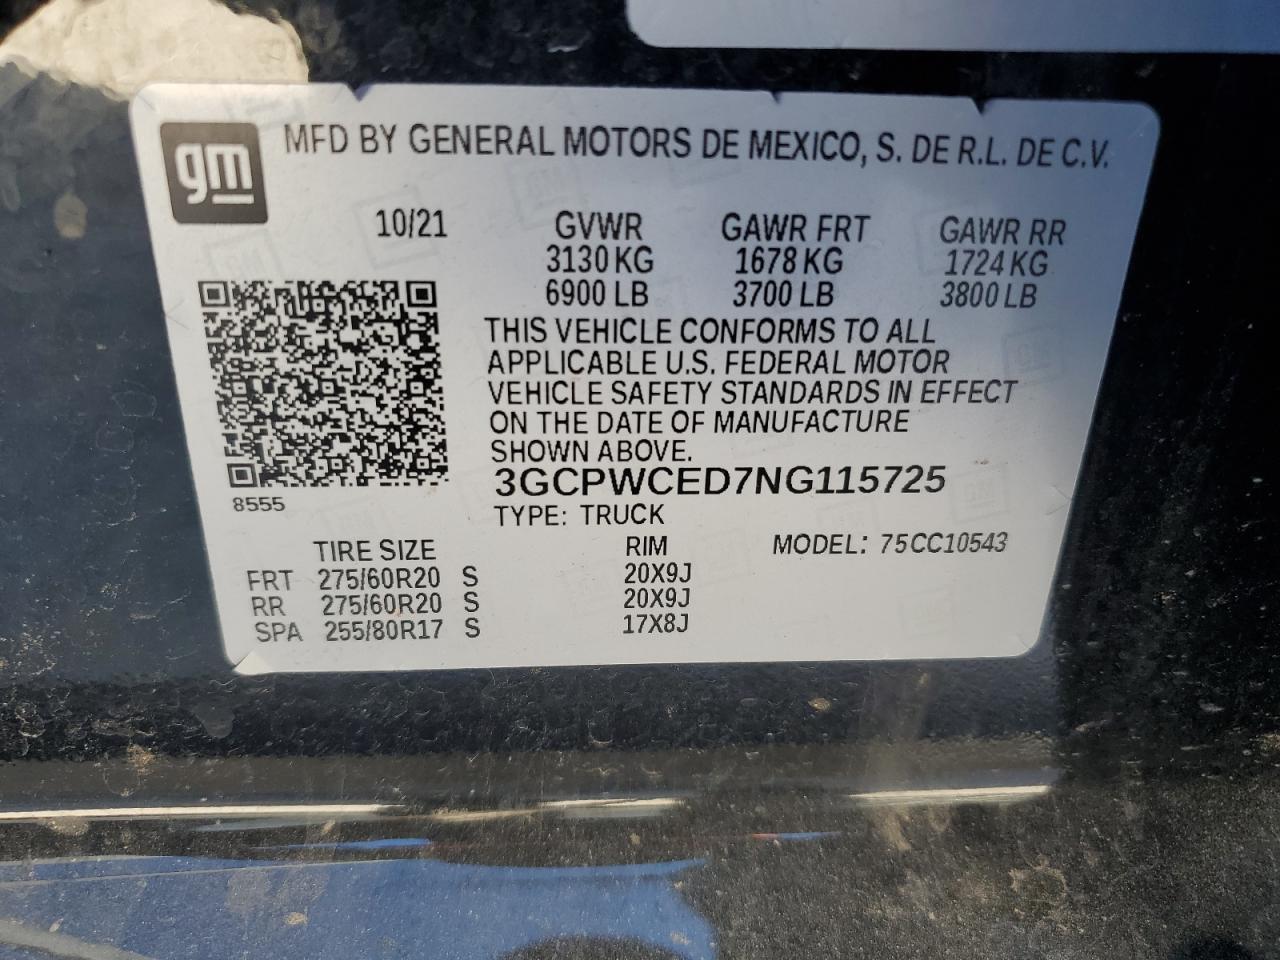 gm
MFD BY GENERAL MOTORS DE MEXICO, S. DE R.L. DE C.V.
10/21 GVWR GAWR FRT GAWR RR
3130 KG 1678 KG 1724 KG
6900 LB 3700 LB 3800 LB
THIS VEHICLE CONFORMS TO ALL
APPLICABLE U.S. FEDERAL MOTOR
VEHICLE SAFETY STANDARDS IN EFFECT
ON THE DATE OF MANUFACTURE
SHOWN ABOVE.
3GCPWCED7NG115725
8555
TYPE: TRUCK
TIRE SIZE RIM MODEL: 75CC10543
FRT 275/60R20 S 20X9J
RR 275/60R20 S 20X9J
SPA 255/80R17 S 17X8J